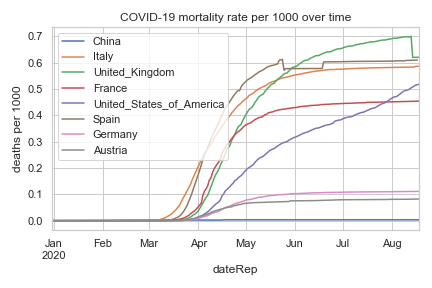 COVID-19 mortality rate per 1000 over time
China
Italy
United_Kingdom
France
United_States_of_America
Spain
Germany
Austria
deaths per 1000
0.7
0.6
0.5
0.4
0.3
0.2
0.1
0.0
Jan Feb Mar Apr May Jun Jul Aug
2020
dateRep